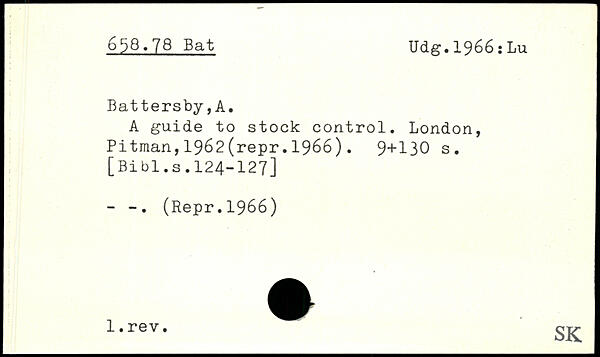 658.78 Bat Udg.1966:Lu
Battersby,A.
A guide to stock control. London,
Pitman,1962(repr.1966). 9+130 s.
[Bibl.s.124-127]
- -. (Repr.1966)
1.rev.
SK